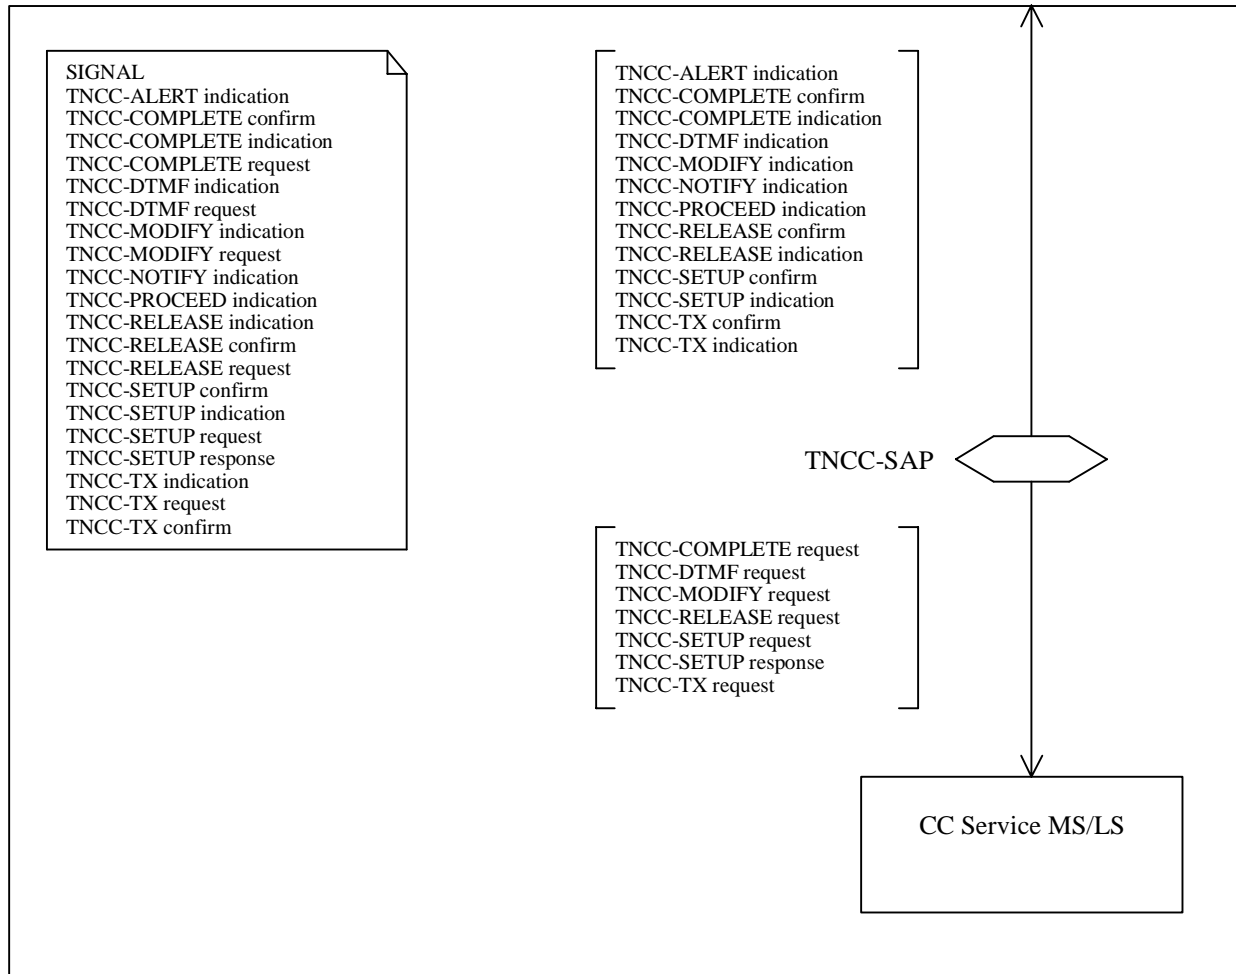 SIGNAL
TNCC-ALERT indication
TNCC-COMPLETE confirm
TNCC-COMPLETE indication
TNCC-COMPLETE request
TNCC-DTMF indication
TNCC-DTMF request
TNCC-MODIFY indication
TNCC-MODIFY request
TNCC-NOTIFY indication
TNCC-PROCEED indication
TNCC-RELEASE indication
TNCC-RELEASE confirm
TNCC-RELEASE request
TNCC-SETUP confirm
TNCC-SETUP indication
TNCC-SETUP request
TNCC-SETUP response
TNCC-TX indication
TNCC-TX request
TNCC-TX confirm
TNCC-ALERT indication
TNCC-COMPLETE confirm
TNCC-COMPLETE indication
TNCC-DTMF indication
TNCC-MODIFY indication
TNCC-NOTIFY indication
TNCC-PROCEED indication
TNCC-RELEASE confirm
TNCC-RELEASE indication
TNCC-SETUP confirm
TNCC-SETUP indication
TNCC-TX confirm
TNCC-TX indication
TNCC-SAP
TNCC-COMPLETE request
TNCC-DTMF request
TNCC-MODIFY request
TNCC-RELEASE request
TNCC-SETUP request
TNCC-SETUP response
TNCC-TX request
CC Service MS/LS